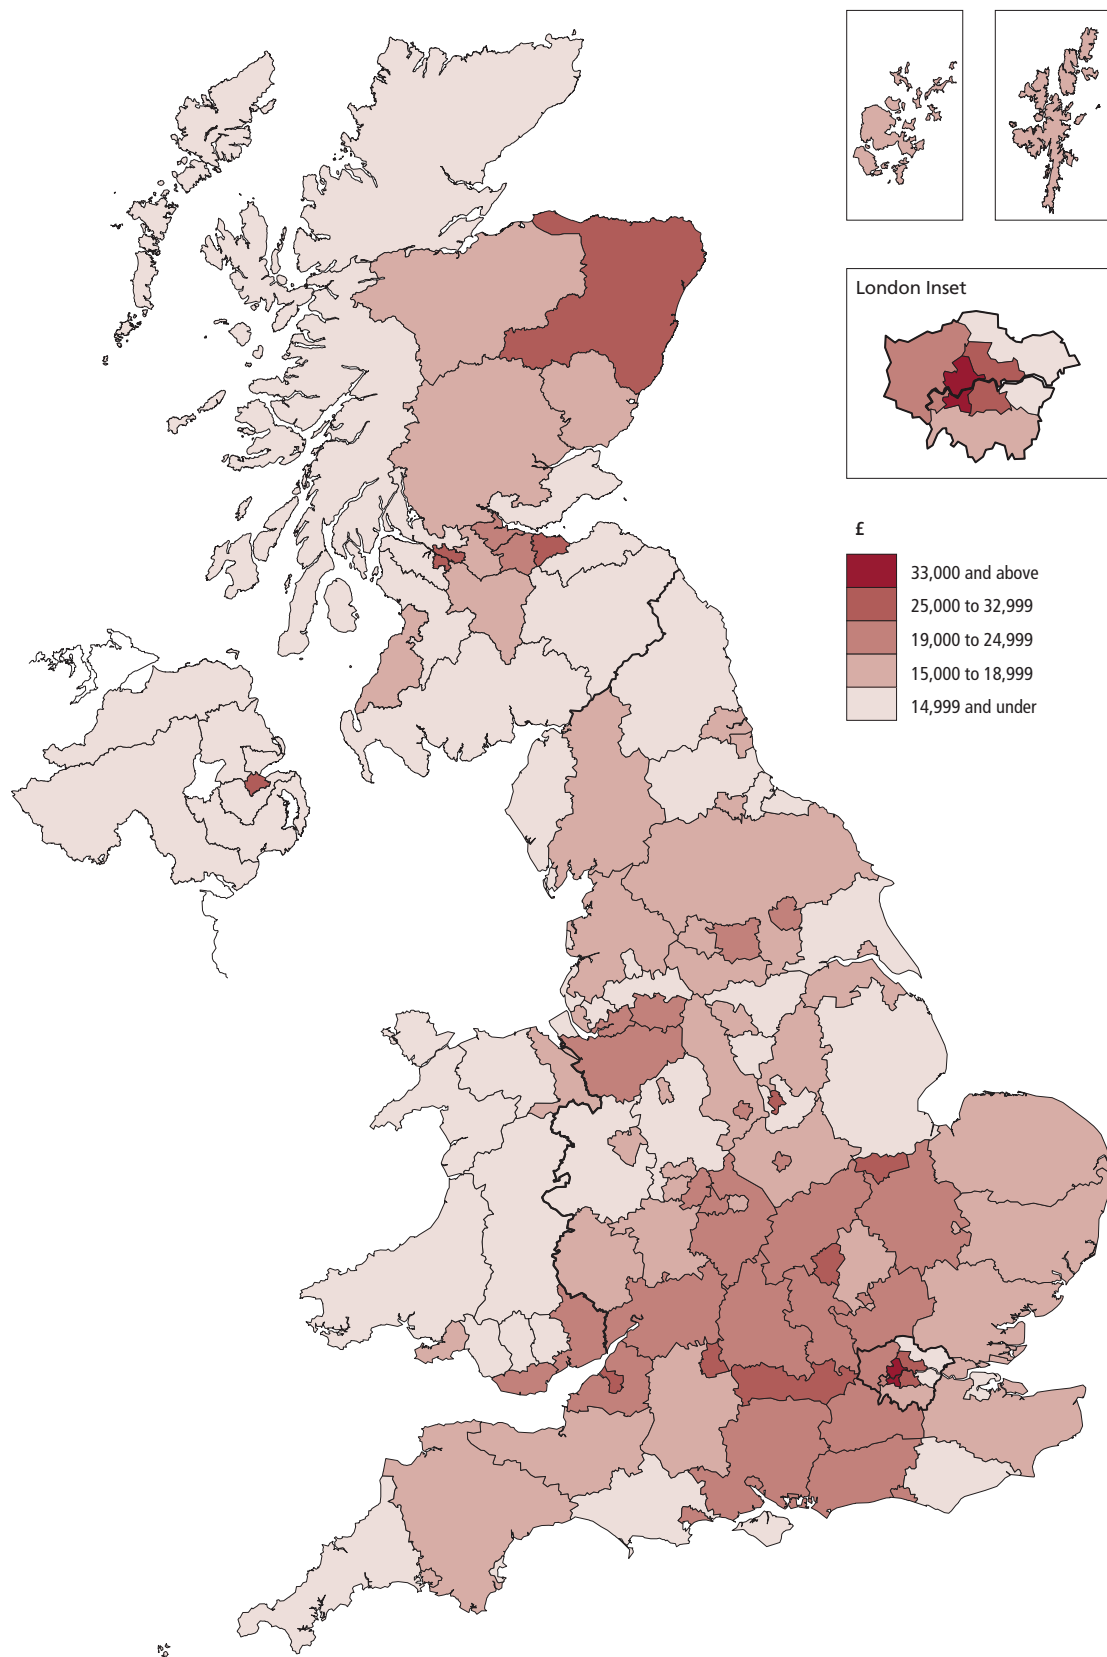 London Inset
£
33,000 and above
25,000 to 32,999
19,000 to 24,999
15,000 to 18,999
14,999 and under